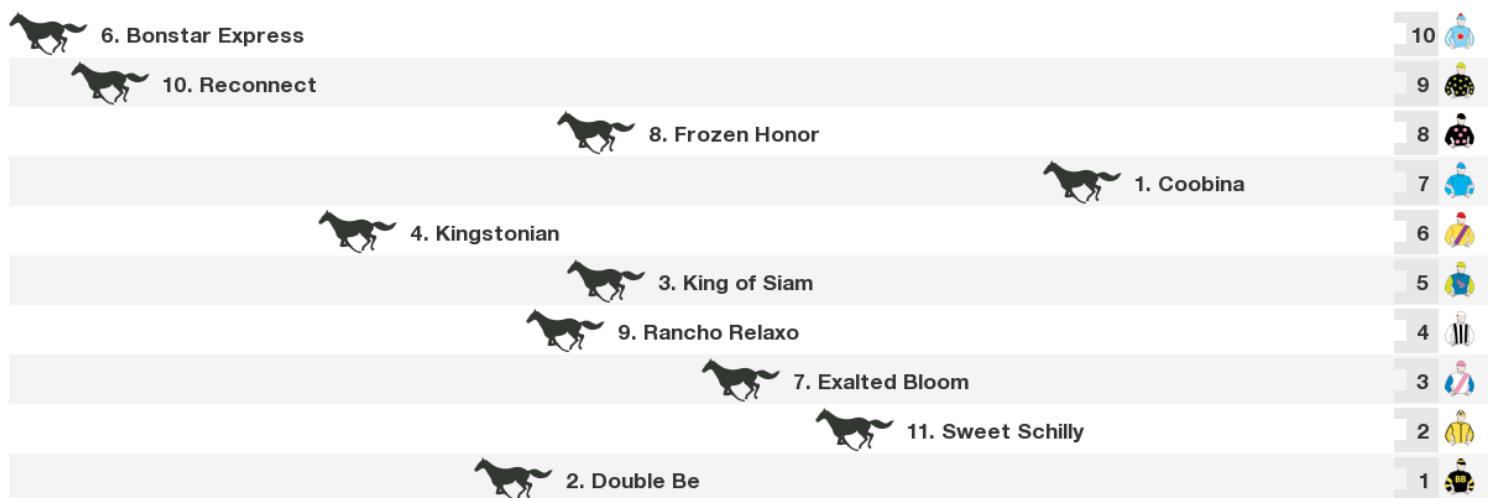 6. Bonstar Express 10
10. Reconnect 9
8. Frozen Honor 8
1. Coobina 7
4. Kingstonian 6
3. King of Siam 5
9. Rancho Relaxo 4
7. Exalted Bloom 3
11. Sweet Schilly 2
2. Double Be 1 BB